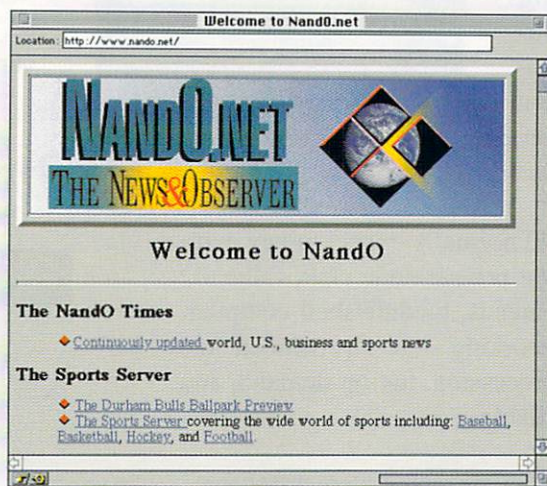 Welcome to NandO.net
Location: http://www.nando.net/
NANDO.NET
THE NEWS&OBSERVER
Welcome to NandO
The NandO Times
Continuously updated world, U.S., business and sports news
The Sports Server
The Durham Bulls Ballpark Preview
The Sports Server covering the wide world of sports including: Baseball,
Basketball, Hockey, and Football.